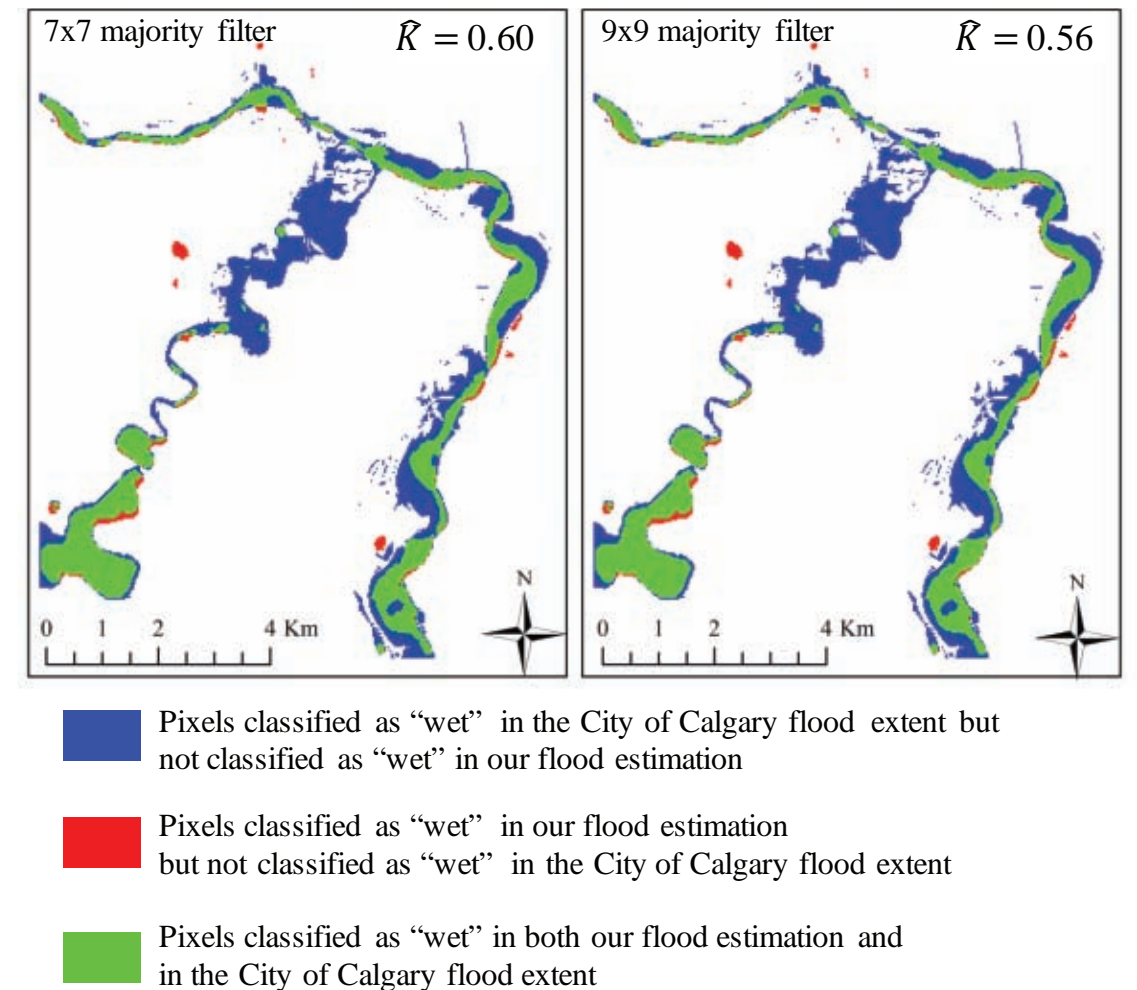 7x7 majority filter
K̂ = 0.60
9x9 majority filter
K̂ = 0.56
N
0 1 2 4 Km
N
0 1 2 4 Km
Pixels classified as “wet” in the City of Calgary flood extent but
not classified as “wet” in our flood estimation
Pixels classified as “wet” in our flood estimation
but not classified as “wet” in the City of Calgary flood extent
Pixels classified as “wet” in both our flood estimation and
in the City of Calgary flood extent